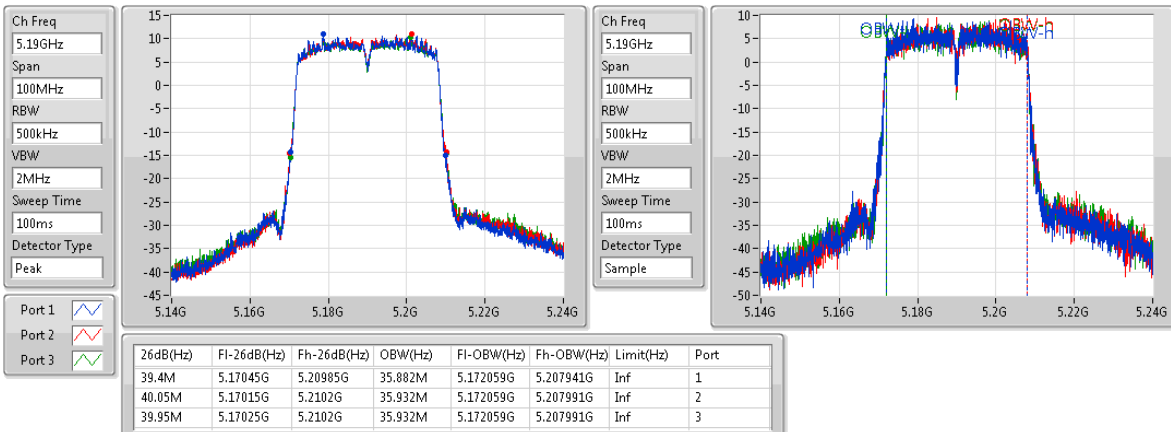 Ch Freq
5.19GHz
Span
100MHz
RBW
500kHz
VBW
2MHz
Sweep Time
100ms
Detector Type
Peak
15
10
5
0
-5
-10
-15
-20
-25
-30
-35
-40
-45
5.14G 5.16G 5.18G 5.2G 5.22G 5.24G
Ch Freq
5.19GHz
Span
100MHz
RBW
500kHz
VBW
2MHz
Sweep Time
100ms
Detector Type
Sample
10
5
0
-5
-10
-15
-20
-25
-30
-35
-40
-45
-50
OBW-h
OBW-h
5.14G 5.16G 5.18G 5.2G 5.22G 5.24G
Port 1
Port 2
Port 3
26dB(Hz) Fl-26dB(Hz) Fh-26dB(Hz) OBW(Hz) Fl-OBW(Hz) Fh-OBW(Hz) Limit(Hz) Port
39.4M 5.17045G 5.20985G 35.882M 5.172059G 5.207941G Inf 1
40.05M 5.17015G 5.2102G 35.932M 5.172059G 5.207991G Inf 2
39.95M 5.17025G 5.2102G 35.932M 5.172059G 5.207991G Inf 3